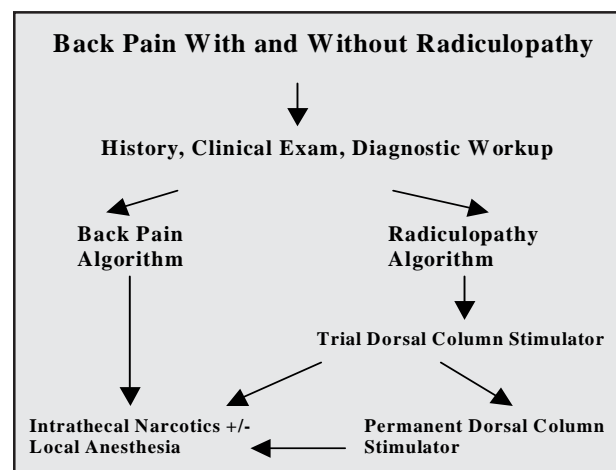 Back Pain With and Without Radiculopathy
History, Clinical Exam, Diagnostic Workup
Back Pain
Algorithm
Radiculopathy
Algorithm
Trial Dorsal Column Stimulator
Intrathecal Narcotics +/-
Local Anesthesia
Permanent Dorsal Column
Stimulator